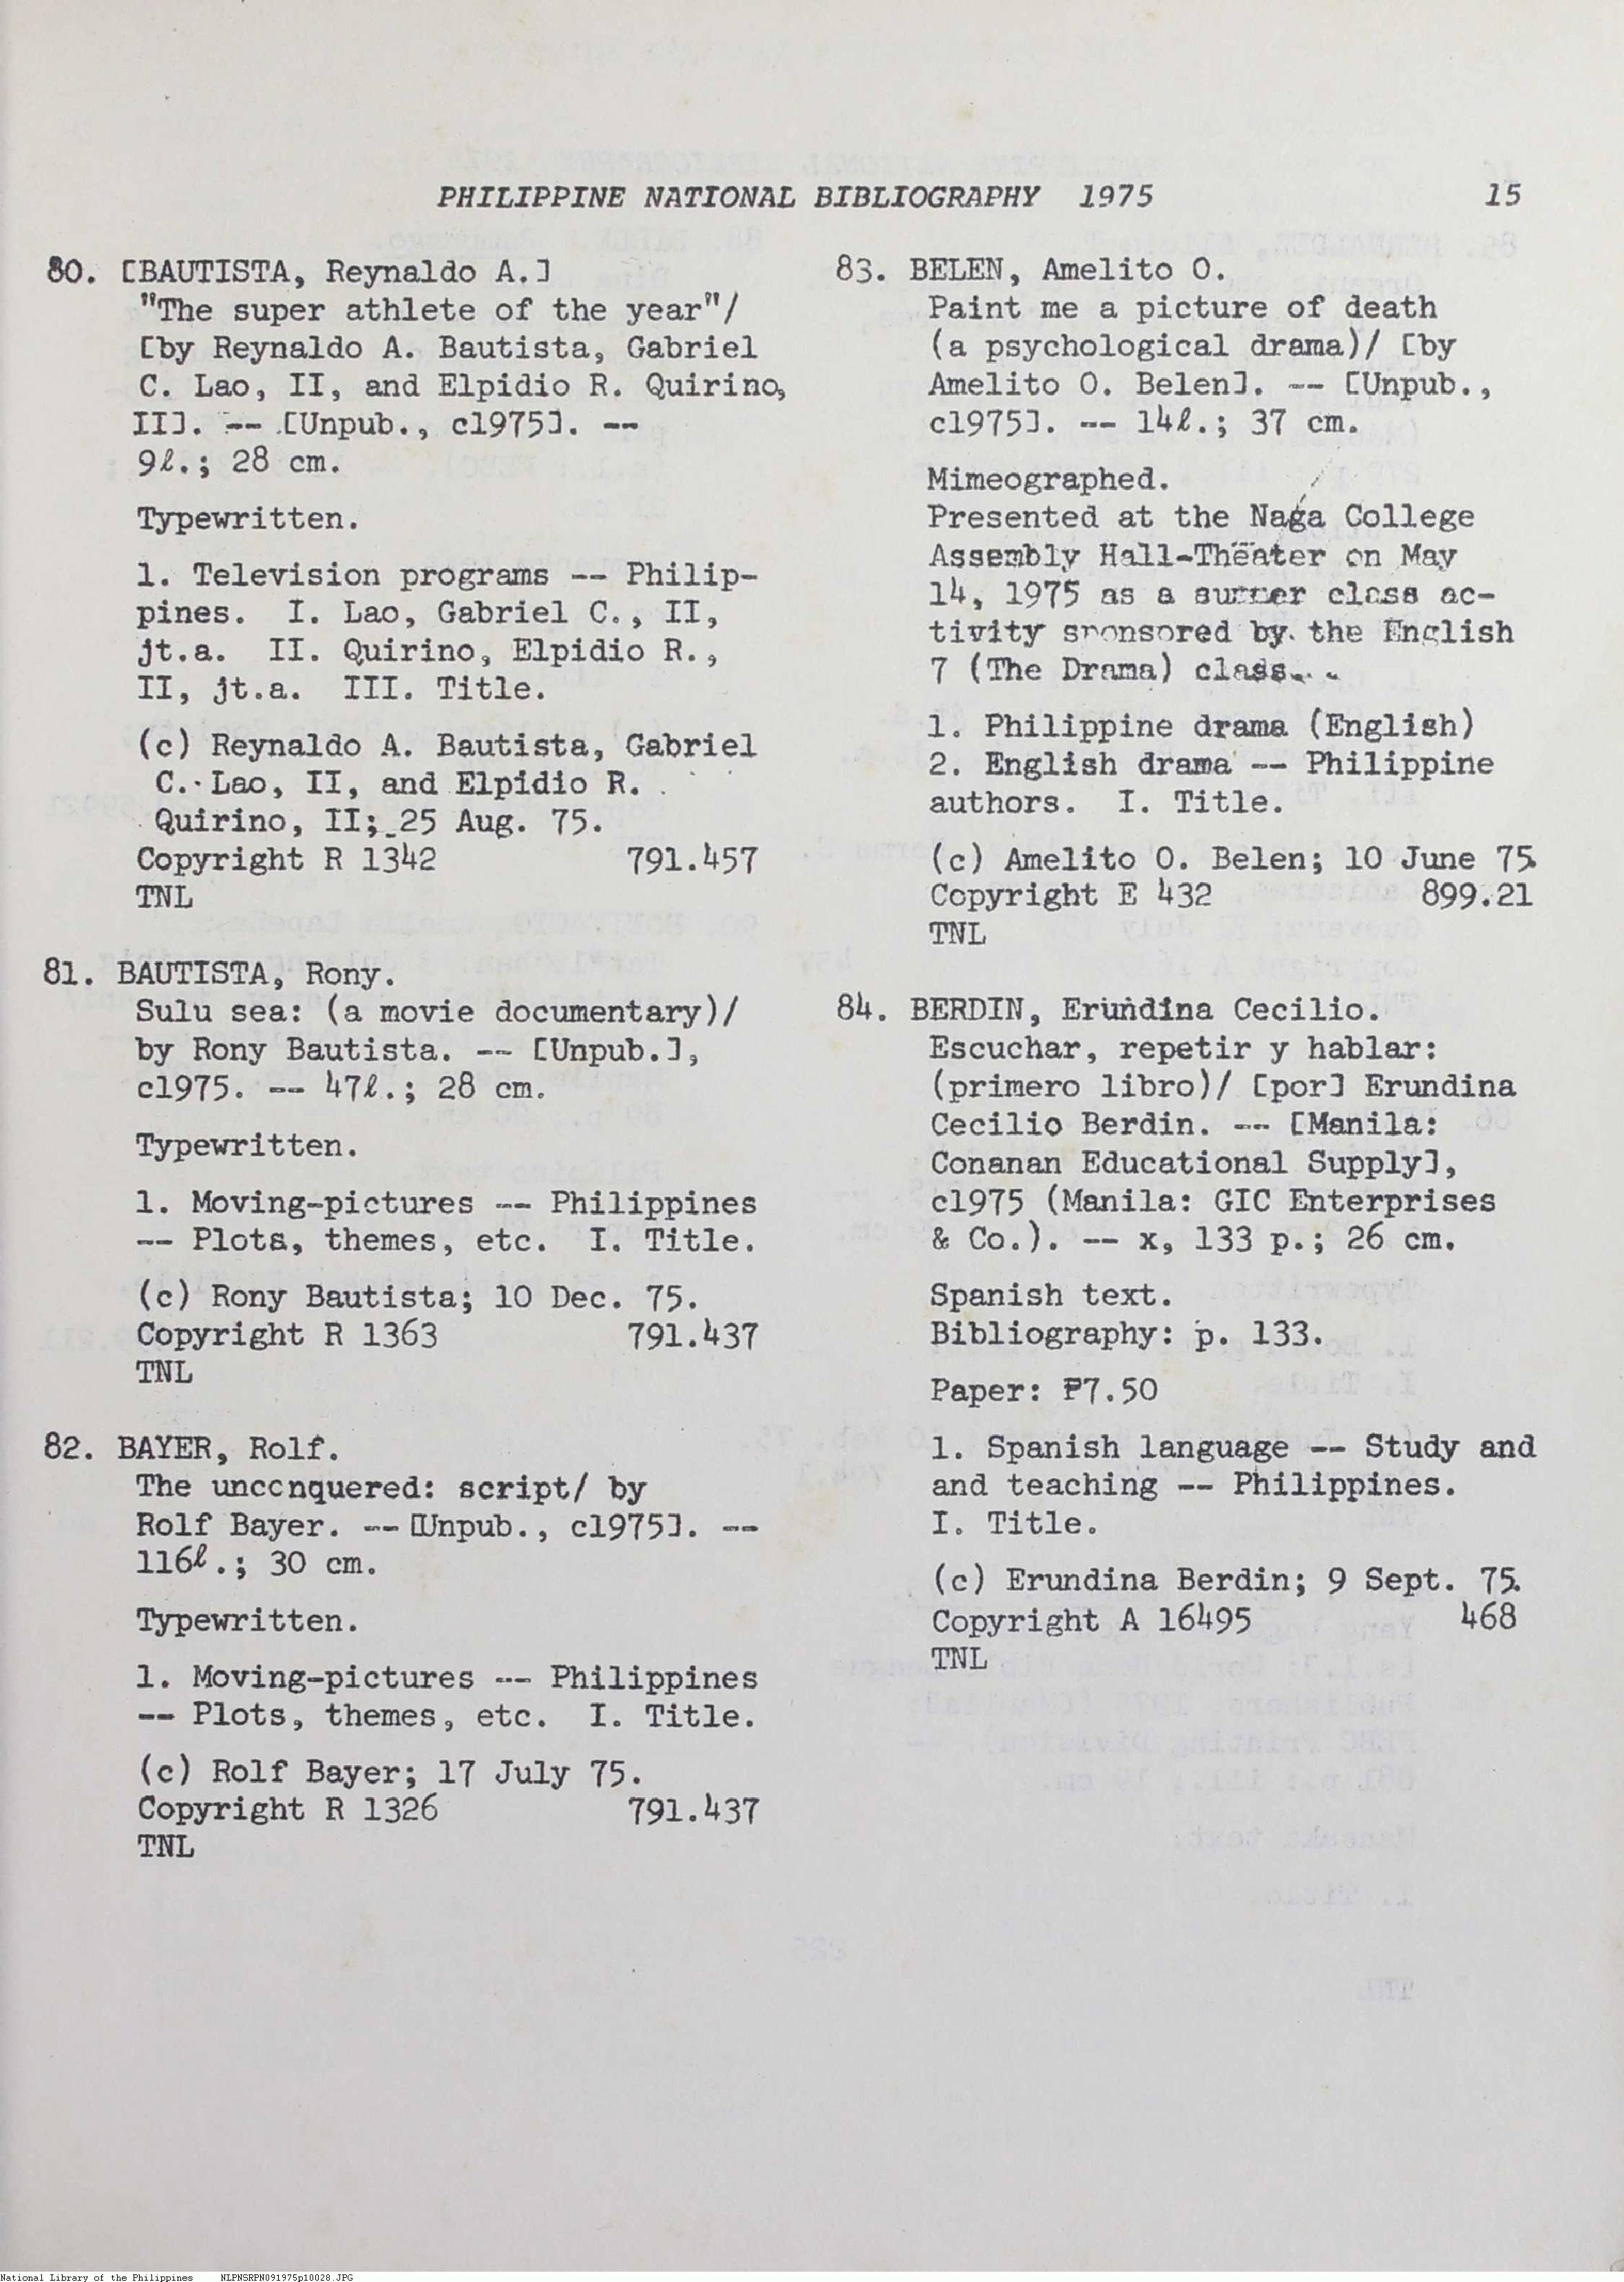 PHILIPPINE NATIONAL BIBLIOGRAPHY 1975 15
80. [BAUTISTA, Reynaldo A.]
"The super athlete of the year"/
[by Reynaldo A. Bautista, Gabriel
C. Lao, II, and Elpidio R. Quirino,
II]. -- [Unpub., c1975]. --
9ℓ.; 28 cm.
Typewritten.
1. Television programs -- Philip-
pines. I. Lao, Gabriel C., II,
jt.a. II. Quirino, Elpidio R.,
II, jt.a. III. Title.
(c) Reynaldo A. Bautista, Gabriel
C. Lao, II, and Elpidio R.
Quirino, II; 25 Aug. 75.
Copyright R 1342 791.457
TNL
81. BAUTISTA, Rony.
Sulu sea: (a movie documentary)/
by Rony Bautista. -- [Unpub.],
c1975. -- 47ℓ.; 28 cm.
Typewritten.
1. Moving-pictures -- Philippines
-- Plots, themes, etc. I. Title.
(c) Rony Bautista; 10 Dec. 75.
Copyright R 1363 791.437
TNL
82. BAYER, Rolf.
The unconquered: script/ by
Rolf Bayer. -- [Unpub., c1975]. --
116ℓ.; 30 cm.
Typewritten.
1. Moving-pictures -- Philippines
-- Plots, themes, etc. I. Title.
(c) Rolf Bayer; 17 July 75.
Copyright R 1326 791.437
TNL
83. BELEN, Amelito O.
Paint me a picture of death
(a psychological drama)/ [by
Amelito O. Belen]. -- [Unpub.,
c1975]. -- 14ℓ.; 37 cm.
Mimeographed.
Presented at the Naga College
Assembly Hall-Theater on May
14, 1975 as a summer class ac-
tivity sponsored by the English
7 (The Drama) class.
1. Philippine drama (English)
2. English drama -- Philippine
authors. I. Title.
(c) Amelito O. Belen; 10 June 75.
Copyright E 432 899.21
TNL
84. BERDIN, Erundina Cecilio.
Escuchar, repetir y hablar:
(primero libro)/ [por] Erundina
Cecilio Berdin. -- [Manila:
Conanan Educational Supply],
c1975 (Manila: GIC Enterprises
& Co.). -- x, 133 p.; 26 cm.
Spanish text.
Bibliography: p. 133.
Paper: ₱7.50
1. Spanish language -- Study and
and teaching -- Philippines.
I. Title.
(c) Erundina Berdin; 9 Sept. 75.
Copyright A 16495 468
TNL
National Library of the Philippines NLPNSRPN091975p10028.JPG